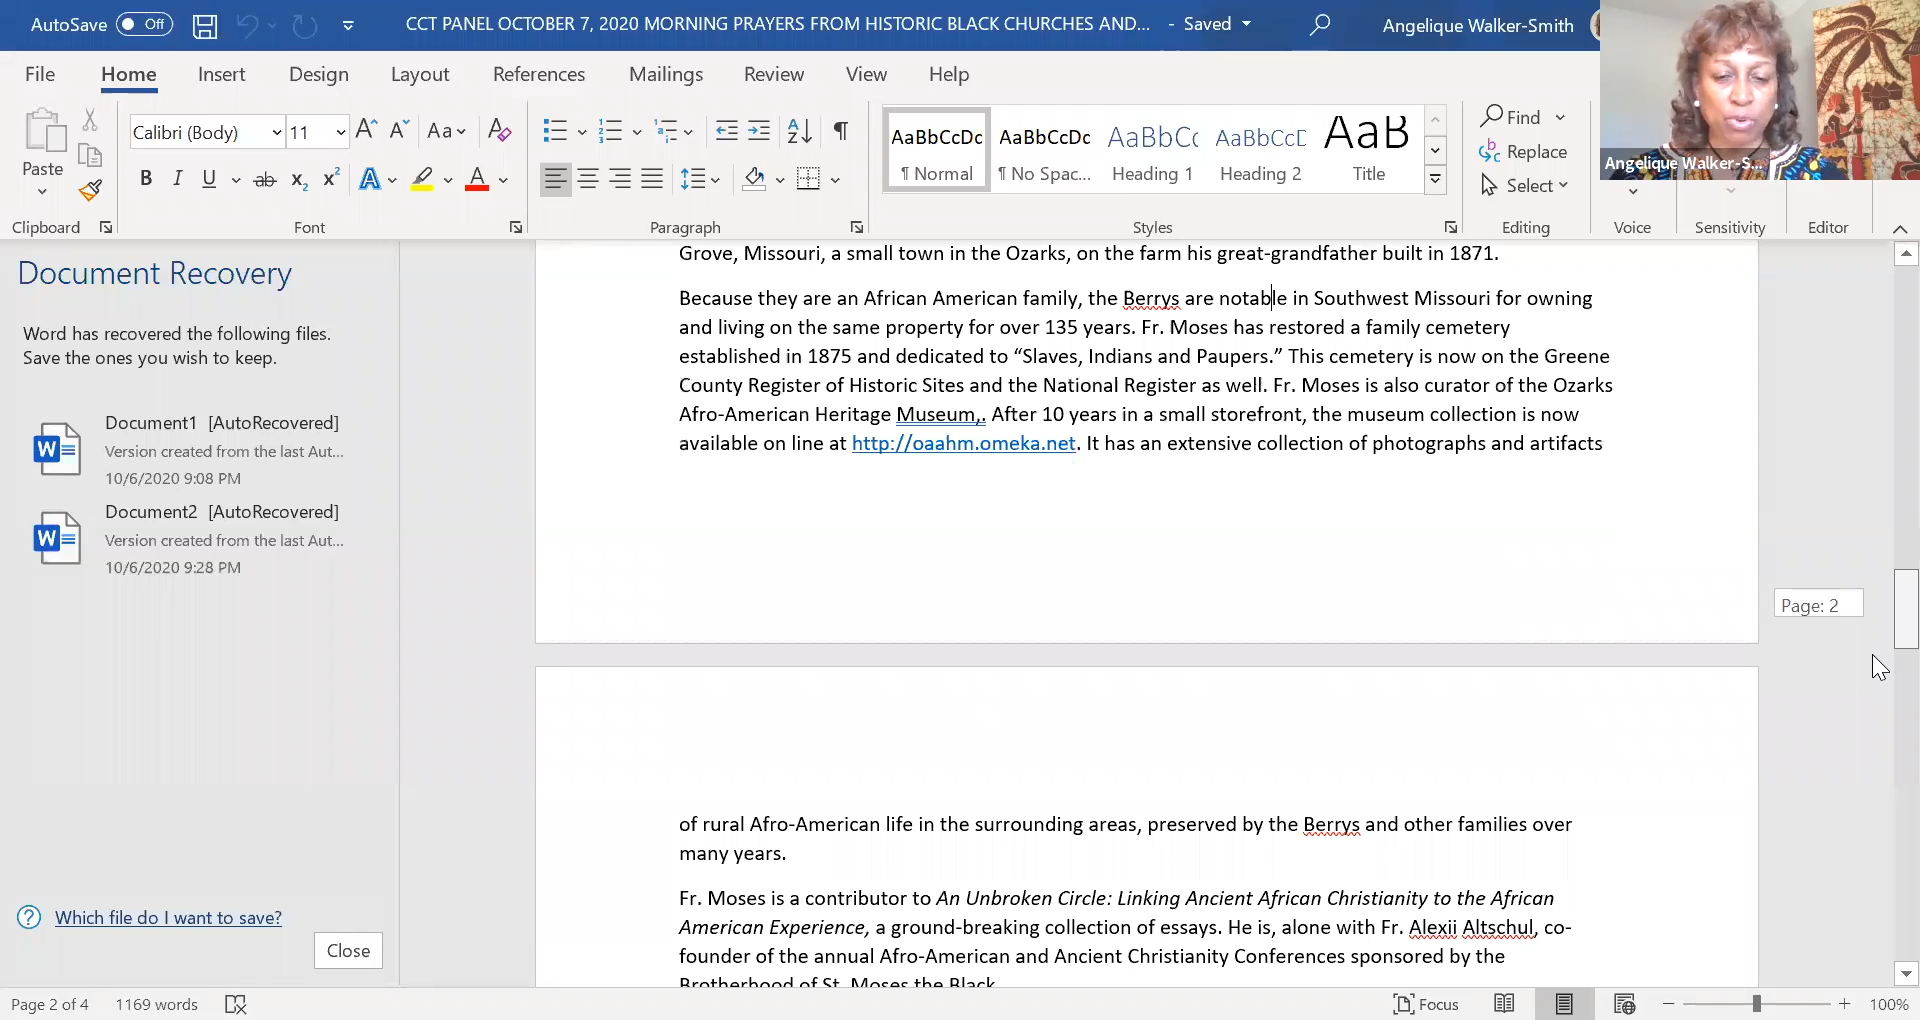 AutoSave Off CCT PANEL OCTOBER 7, 2020 MORNING PRAYERS FROM HISTORIC BLACK CHURCHES AND... - Saved Angelique Walker-Smith
File Home Insert Design Layout References Mailings Review View Help
Paste
Calibri (Body) 11 Aa
AaBbCcDc AaBbCcDc AaBbCc AaBbCcD AaB
¶ Normal ¶ No Spac... Heading 1 Heading 2 Title
Find
Replace
Select
Angelique Walker-S...
Clipboard Font Paragraph Styles Editing Voice Sensitivity Editor
Document Recovery
Word has recovered the following files.
Save the ones you wish to keep.
Document1 [AutoRecovered]
Version created from the last Aut...
10/6/2020 9:08 PM
Document2 [AutoRecovered]
Version created from the last Aut...
10/6/2020 9:28 PM
Which file do I want to save?
Close
Grove, Missouri, a small town in the Ozarks, on the farm his great-grandfather built in 1871.
Because they are an African American family, the Berrys are notable in Southwest Missouri for owning
and living on the same property for over 135 years. Fr. Moses has restored a family cemetery
established in 1875 and dedicated to “Slaves, Indians and Paupers.” This cemetery is now on the Greene
County Register of Historic Sites and the National Register as well. Fr. Moses is also curator of the Ozarks
Afro-American Heritage Museum,. After 10 years in a small storefront, the museum collection is now
available on line at http://oaahm.omeka.net. It has an extensive collection of photographs and artifacts
Page: 2
of rural Afro-American life in the surrounding areas, preserved by the Berrys and other families over
many years.
Fr. Moses is a contributor to An Unbroken Circle: Linking Ancient African Christianity to the African
American Experience, a ground-breaking collection of essays. He is, alone with Fr. Alexii Altschul, co-
founder of the annual Afro-American and Ancient Christianity Conferences sponsored by the
Brotherhood of St. Moses the Black
Page 2 of 4 1169 words Focus 100%